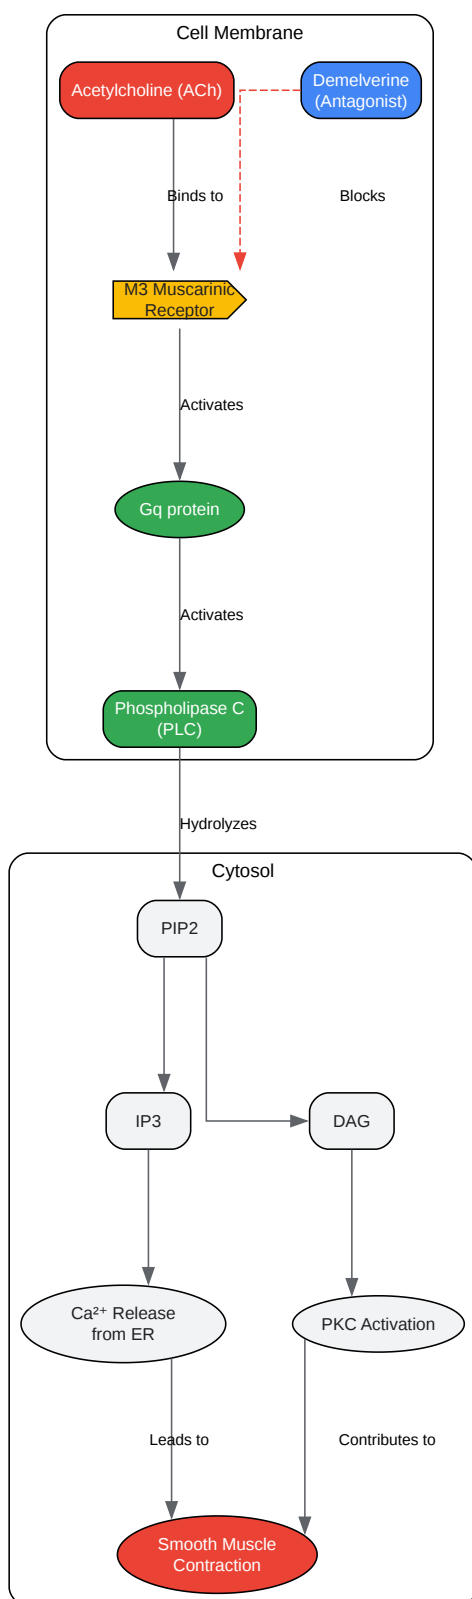 Cell Membrane
Acetylcholine (ACh)
Demelverine
(Antagonist)
Binds to
Blocks
M3 Muscarinic
Receptor
Activates
Gq protein
Activates
Phospholipase C
(PLC)
Hydrolyzes
Cytosol
PIP2
IP3
DAG
Ca²⁺ Release
from ER
PKC Activation
Leads to
Contributes to
Smooth Muscle
Contraction